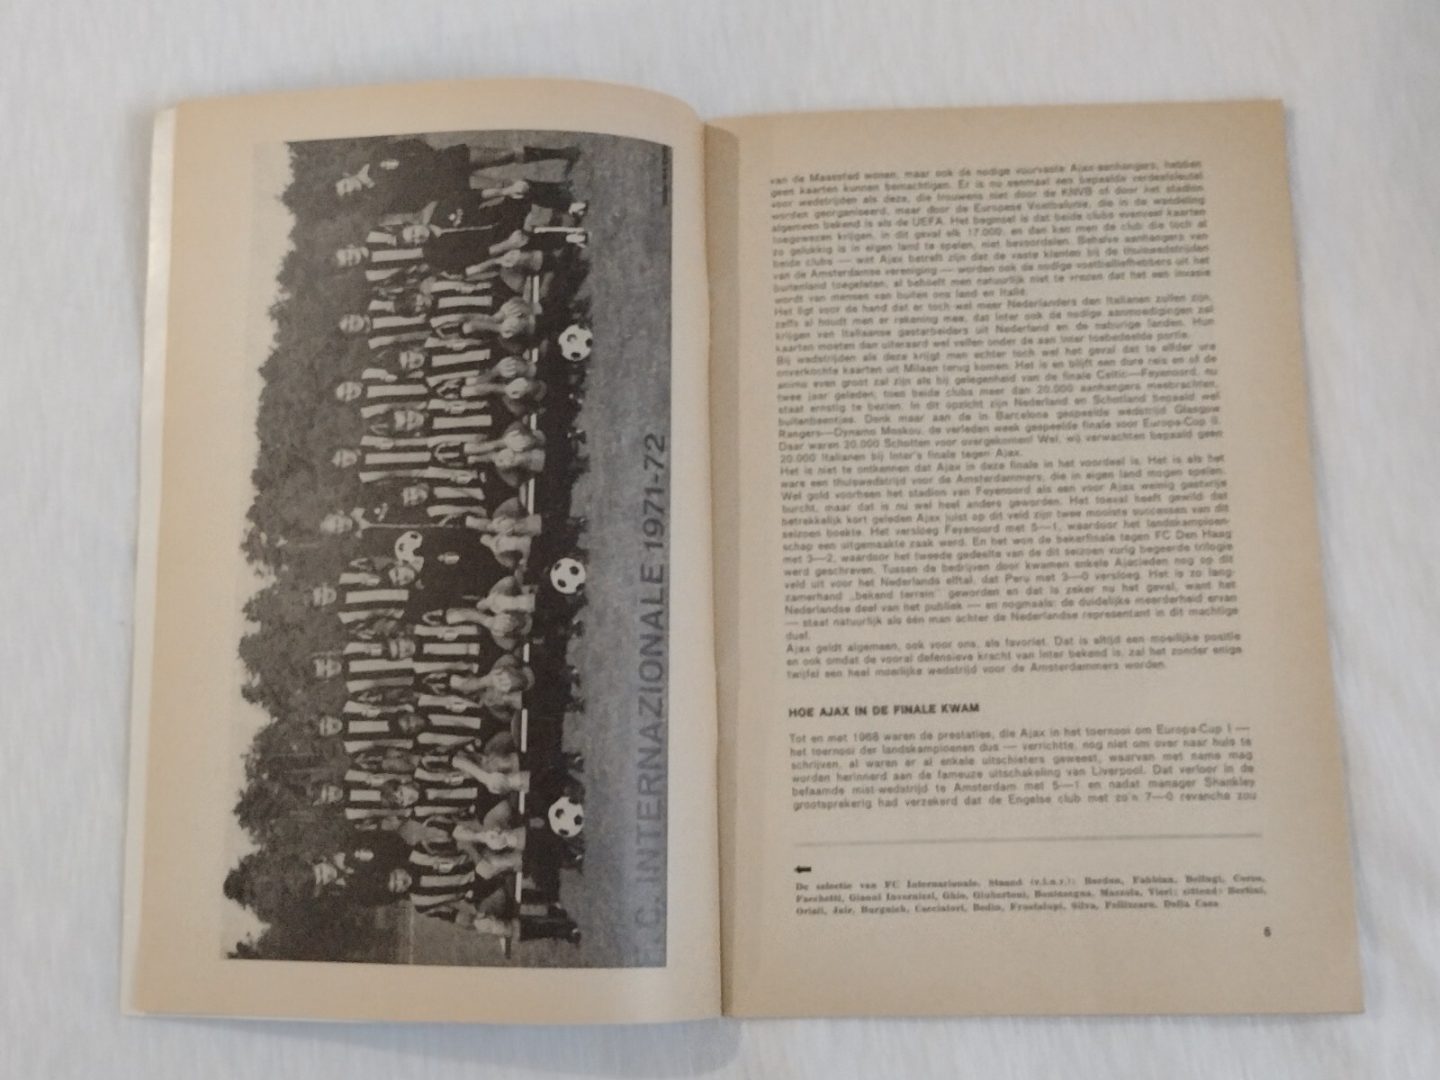 F.C. INTERNAZIONALE 1971-72
van de Maasstad wonen, maar ook de nodige vourvaste Ajax-aanhangers, hebben
geen kaarten kunnen bemachtigen. Er is nu eenmaal een bepaalde verdeelsleutel
voor wedstrijden als deze, die trouwens niet door de KNVB of door het stadion
worden georganiseerd, maar door de Europese Voetbalunie, die in de wandeling
algemeen bekend is als de UEFA. Het beginsel is dat beide clubs evenveel kaarten
toegewezen krijgen, in dit geval elk 17.000, en dan kan men de club die toch al
zo gelukkig is in eigen land te spelen, niet bevoordelen. Behalve aanhangers van
beide clubs — wat Ajax betreft zijn dat de vaste klanten bij de thuiswedstrijden
van de Amsterdamse vereniging — worden ook de nodige voetballiefhebbers uit het
buitenland toegelaten, al behoeft men natuurlijk niet te vrezen dat het een invasie
wordt van mensen van buiten ons land en Italië.
Het ligt voor de hand dat er toch wel meer Nederlanders dan Italianen zullen zijn,
zelfs al houdt men er rekening mee, dat Inter ook de nodige aanmoedigingen zal
krijgen van Italiaanse gastarbeiders uit Nederland en de naburige landen. Hun
kaarten moeten dan uiteraard wel vallen onder de aan Inter toebedeelde portie.
Bij wedstrijden als deze krijgt men echter toch wel het geval dat te elfder ure
onverkochte kaarten uit Milaan terug komen. Het is en blijft een dure reis en of de
animo even groot zal zijn als bij gelegenheid van de finale Celtic—Feyenoord, nu
twee jaar geleden, toen beide clubs meer dan 20.000 aanhangers meebrachten,
staat ernstig te bezien. In dit opzicht zijn Nederland en Schotland bepaald wel
buitenbeentjes. Denk maar aan de in Barcelona gespeelde wedstrijd Glasgow
Rangers—Dynamo Moskou, de verleden week gespeelde finale voor Europa-Cup II.
Daar waren 20.000 Schotten voor overgekomen! Wel, wij verwachten bepaald geen
20.000 Italianen bij Inter's finale tegen Ajax.
Het is niet te ontkennen dat Ajax in deze finale in het voordeel is. Het is als het
ware een thuiswedstrijd voor de Amsterdammers, die in eigen land mogen spelen.
Wel gold voorheen het stadion van Feyenoord als een voor Ajax weinig gastvrije
burcht, maar dat is nu wel heel anders geworden. Het toeval heeft gewild dat
betrekkelijk kort geleden Ajax juist op dit veld zijn twee mooiste successen van dit
seizoen boekte. Het versloeg Feyenoord met 5—1, waardoor het landskampioen-
schap een uitgemaakte zaak werd. En het won de bekerfinale tegen FC Den Haag
met 3—2, waardoor het tweede gedeelte van de dit seizoen vurig begeerde trilogie
werd geschreven. Tussen de bedrijven door kwamen enkele Ajacieden nog op dit
veld uit voor het Nederlands elftal, dat Peru met 3—0 versloeg. Het is zo lang-
zamerhand „bekend terrein" geworden en dat is zeker nu het geval, want het
Nederlandse deel van het publiek — en nogmaals: de duidelijke meerderheid ervan
— staat natuurlijk als één man achter de Nederlandse representant in dit machtige
duel.
Ajax geldt algemeen, ook voor ons, als favoriet. Dat is altijd een moeilijke positie
en ook omdat de vooral defensieve kracht van Inter bekend is, zal het zonder enige
twijfel een heel moeilijke wedstrijd voor de Amsterdammers worden.
HOE AJAX IN DE FINALE KWAM
Tot en met 1968 waren de prestaties, die Ajax in het toernooi om Europa-Cup I —
het toernooi der landskampioenen dus — verrichtte, nog niet om over naar huis te
schrijven, al waren er al enkele uitschieters geweest, waarvan met name mag
worden herinnerd aan de fameuze uitschakeling van Liverpool. Dat verloor in de
befaamde mist-wedstrijd te Amsterdam met 5—1 en nadat manager Shankley
grootsprekerig had verzekerd dat de Engelse club met zo'n 7—0 revanche zou
De selectie van FC Internazionale. Staand (v.l.n.r.): Bordon, Fabbian, Bellugi, Corso,
Facchetti, Gianni Invernizzi, Ghio, Giubertoni, Boninsegna, Mazzola, Vieri; zittend: Bertini,
Oriali, Jair, Burgnich, Cacciatori, Bedin, Frustalupi, Silva, Pellizzaro, Della Casa
5